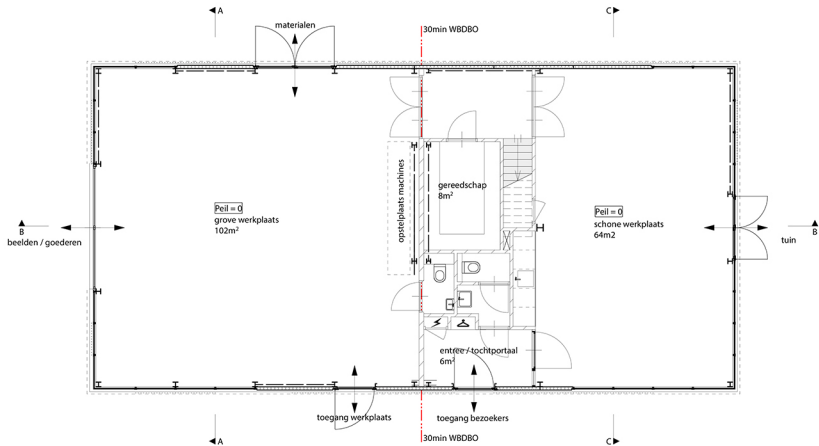 A
C
materialen
30min WBDBO
opstelplaats machines
gereedschap
8m²
Peil = 0
grove werkplaats
102m²
Peil = 0
schone werkplaats
64m2
B
beelden / goederen
tuin
B
entree / tochtportaal
6m²
toegang werkplaats
toegang bezoekers
A
30min WBDBO
C